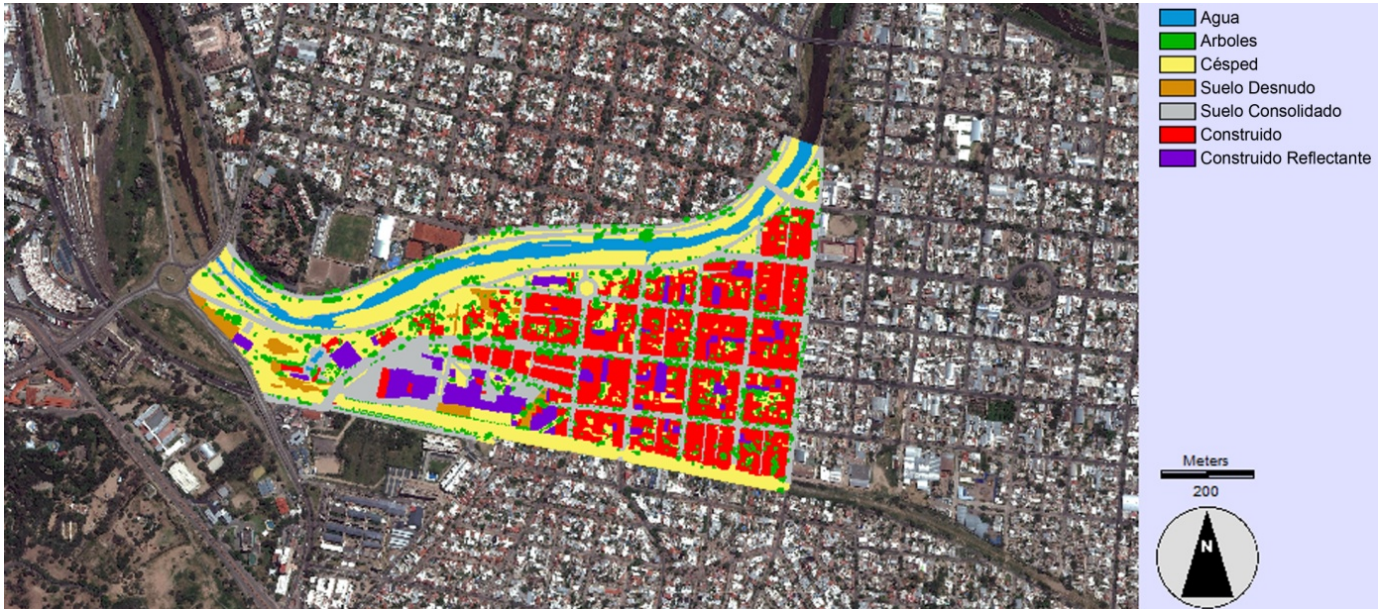 Agua
Arboles
Césped
Suelo Desnudo
Suelo Consolidado
Construido
Construido Reflectante
Meters
200
N